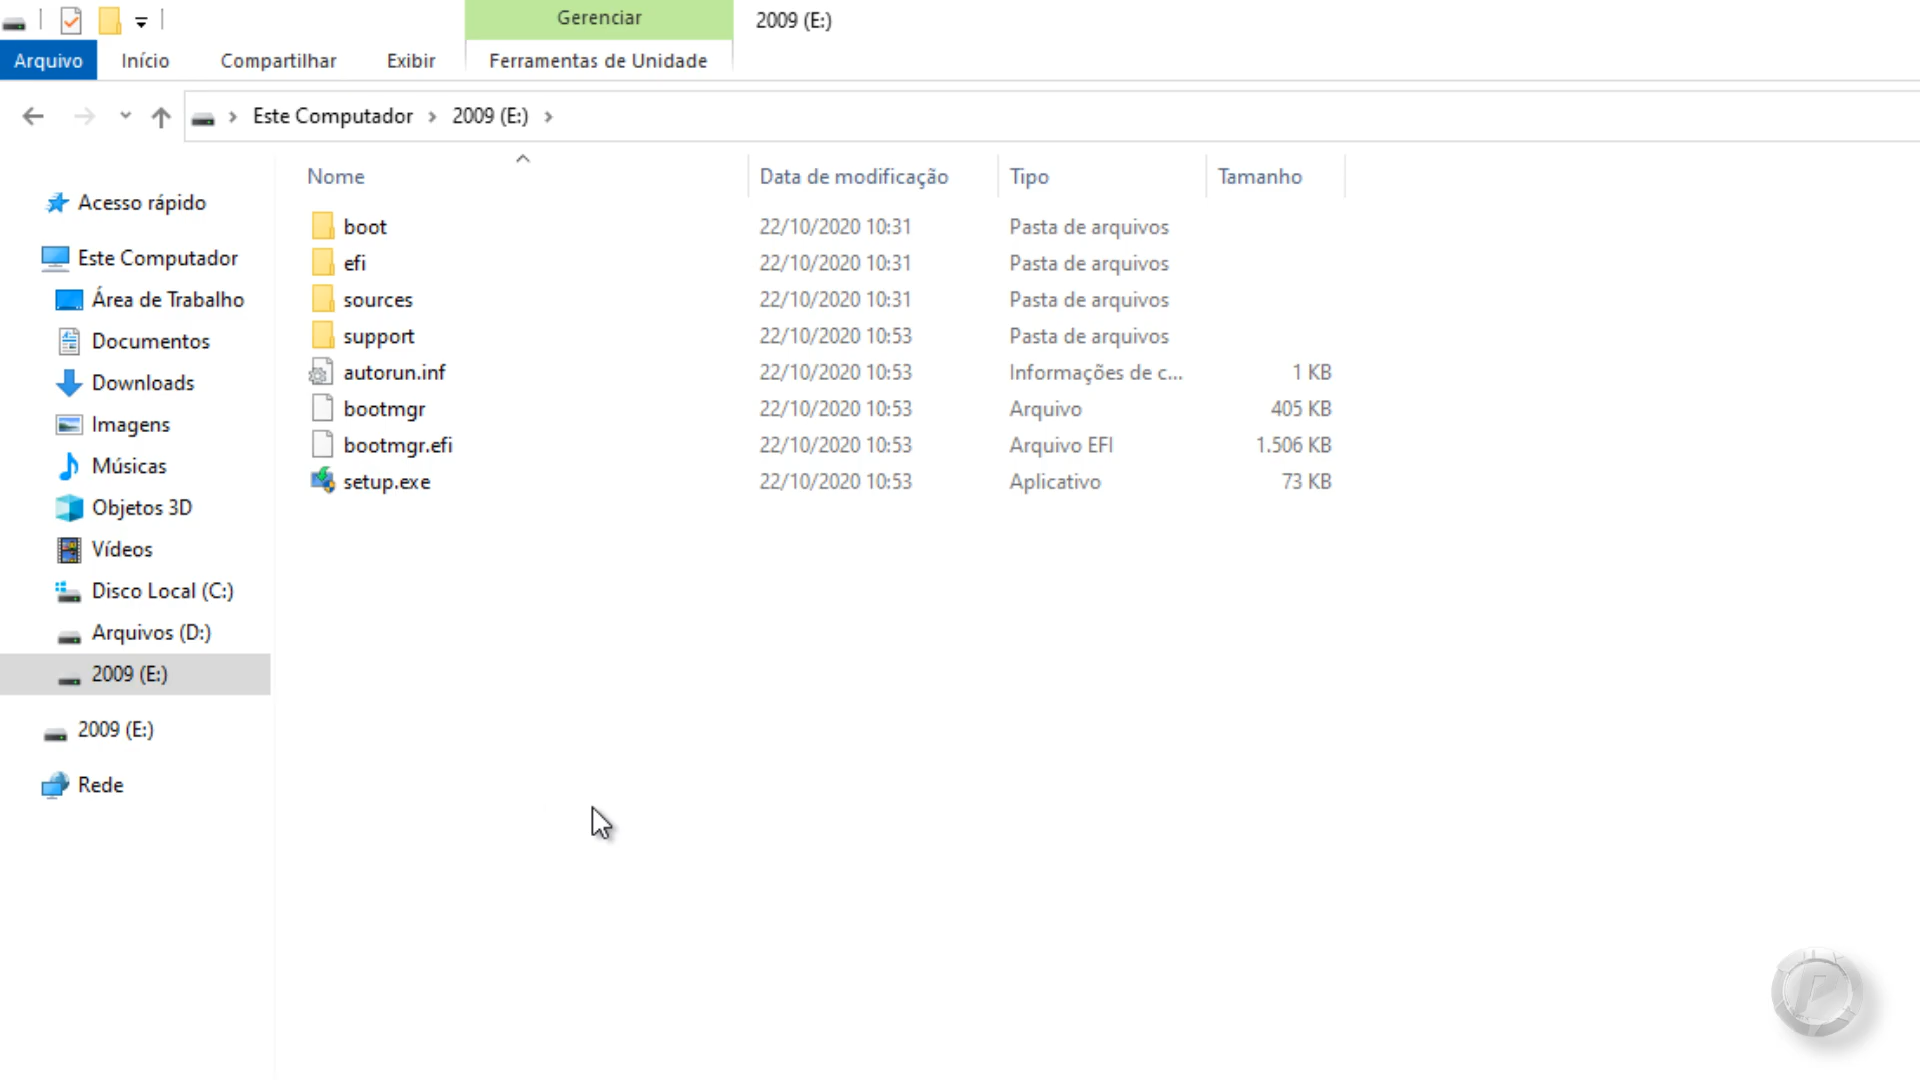 Gerenciar 2009 (E:)
Arquivo Início Compartilhar Exibir Ferramentas de Unidade
Este Computador 2009 (E:)
Nome Data de modificação Tipo Tamanho
Acesso rápido
Este Computador
Área de Trabalho
Documentos
Downloads
Imagens
Músicas
Objetos 3D
Vídeos
Disco Local (C:)
Arquivos (D:)
2009 (E:)
2009 (E:)
Rede
boot 22/10/2020 10:31 Pasta de arquivos
efi 22/10/2020 10:31 Pasta de arquivos
sources 22/10/2020 10:31 Pasta de arquivos
support 22/10/2020 10:53 Pasta de arquivos
autorun.inf 22/10/2020 10:53 Informações de c... 1 KB
bootmgr 22/10/2020 10:53 Arquivo 405 KB
bootmgr.efi 22/10/2020 10:53 Arquivo EFI 1.506 KB
setup.exe 22/10/2020 10:53 Aplicativo 73 KB